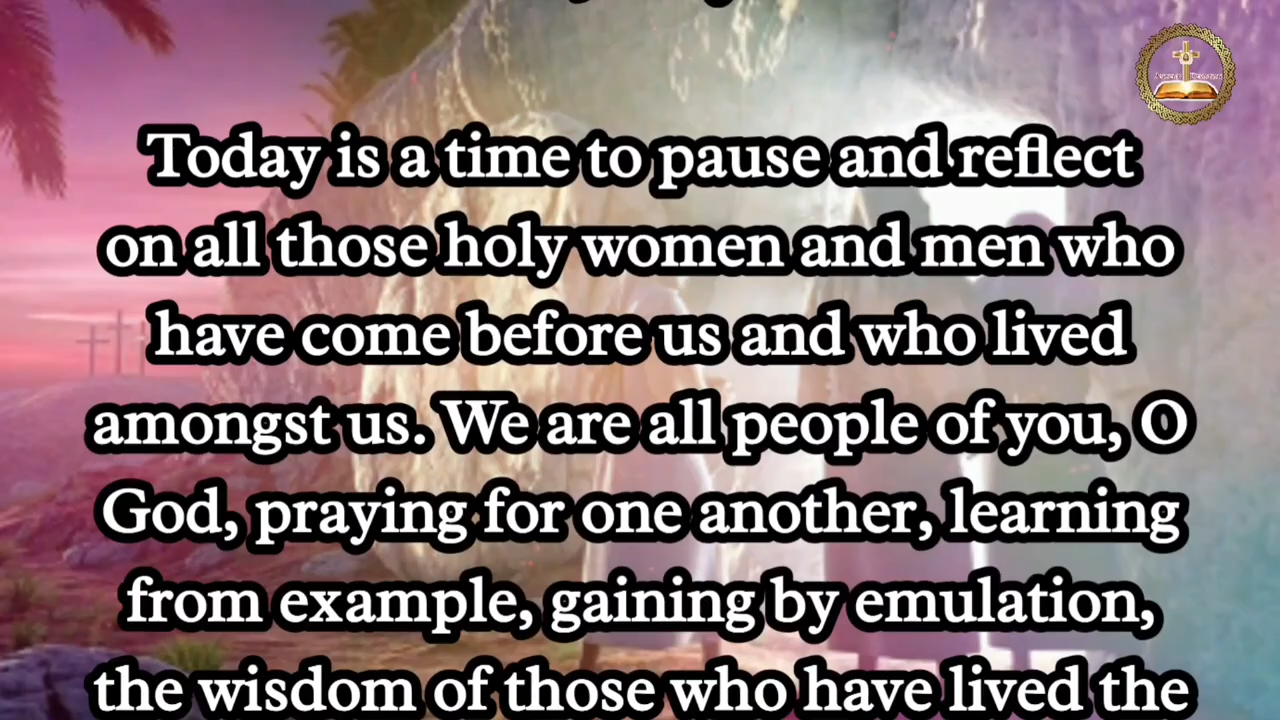 Today is a time to pause and reflect
on all those holy women and men who
have come before us and who lived
amongst us. We are all people of you, O
God, praying for one another, learning
from example, gaining by emulation,
the wisdom of those who have lived the